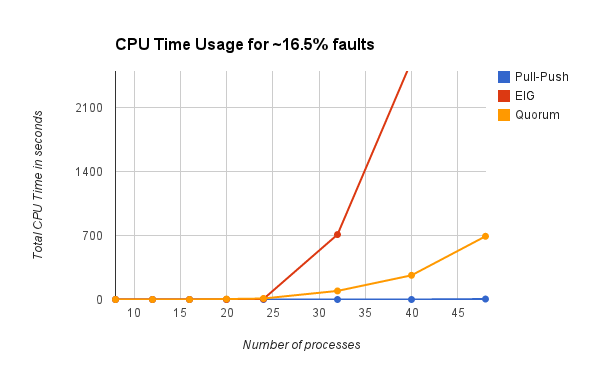 CPU Time Usage for ~16.5% faults
Pull-Push
EIG
Quorum
Total CPU Time in seconds
2100
1400
700
0
10 15 20 25 30 35 40 45
Number of processes